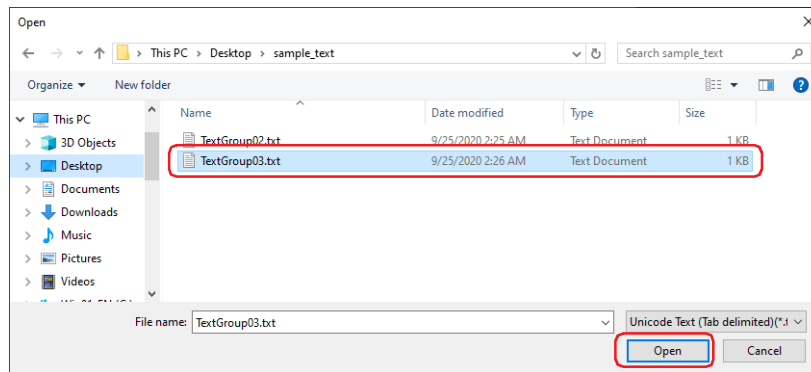 Open
This PC > Desktop > sample_text
Search sample_text
Organize
New folder
Name
Date modified
Type
Size
This PC
3D Objects
Desktop
Documents
Downloads
Music
Pictures
Videos
TextGroup02.txt 9/25/2020 2:25 AM Text Document 1 KB
TextGroup03.txt 9/25/2020 2:26 AM Text Document 1 KB
File name: TextGroup03.txt
Unicode Text (Tab delimited)(*.t
Open
Cancel